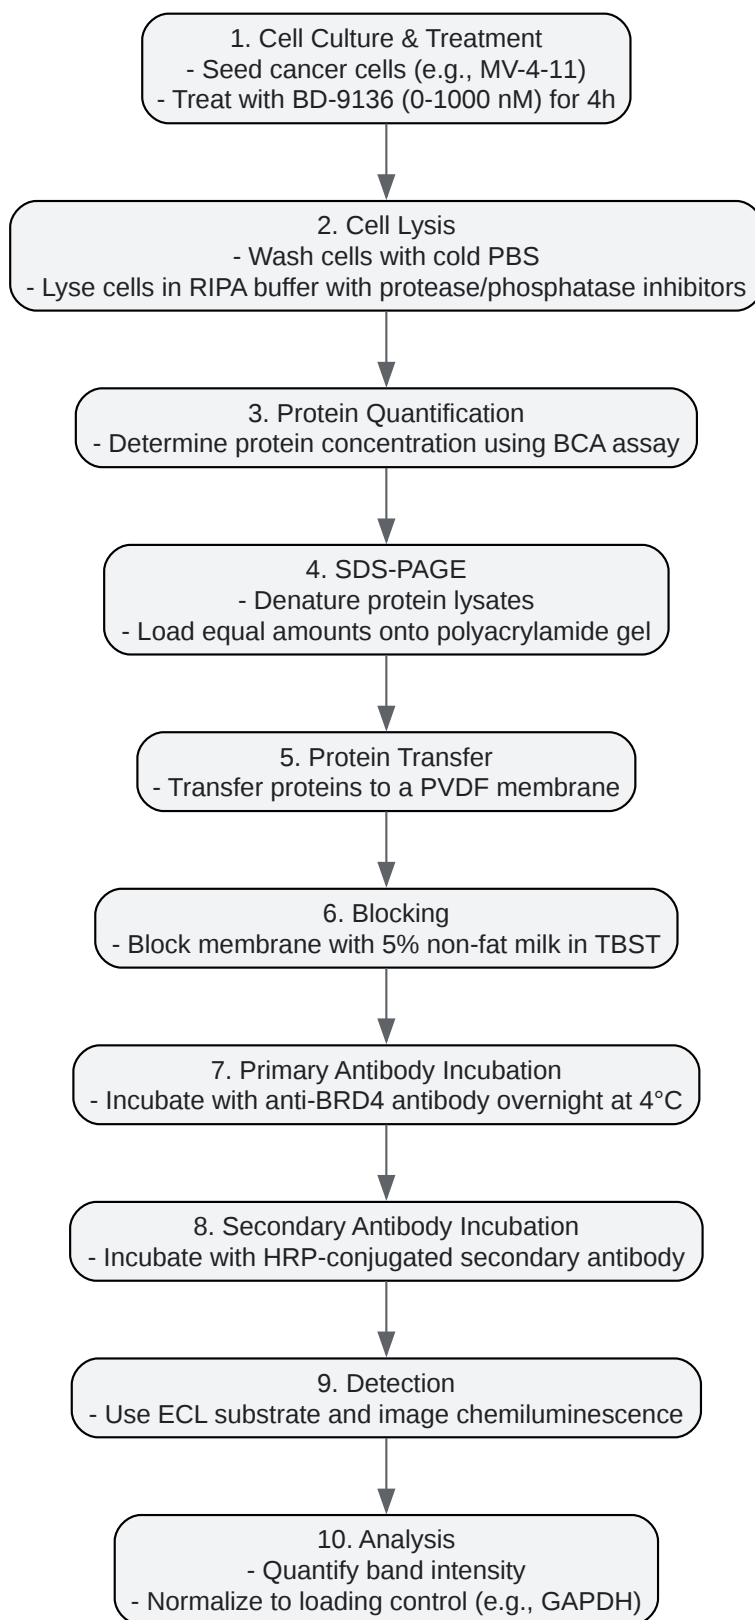 1. Cell Culture & Treatment
- Seed cancer cells (e.g., MV-4-11)
- Treat with BD-9136 (0-1000 nM) for 4h
2. Cell Lysis
- Wash cells with cold PBS
- Lyse cells in RIPA buffer with protease/phosphatase inhibitors
3. Protein Quantification
- Determine protein concentration using BCA assay
4. SDS-PAGE
- Denature protein lysates
- Load equal amounts onto polyacrylamide gel
5. Protein Transfer
- Transfer proteins to a PVDF membrane
6. Blocking
- Block membrane with 5% non-fat milk in TBST
7. Primary Antibody Incubation
- Incubate with anti-BRD4 antibody overnight at 4°C
8. Secondary Antibody Incubation
- Incubate with HRP-conjugated secondary antibody
9. Detection
- Use ECL substrate and image chemiluminescence
10. Analysis
- Quantify band intensity
- Normalize to loading control (e.g., GAPDH)